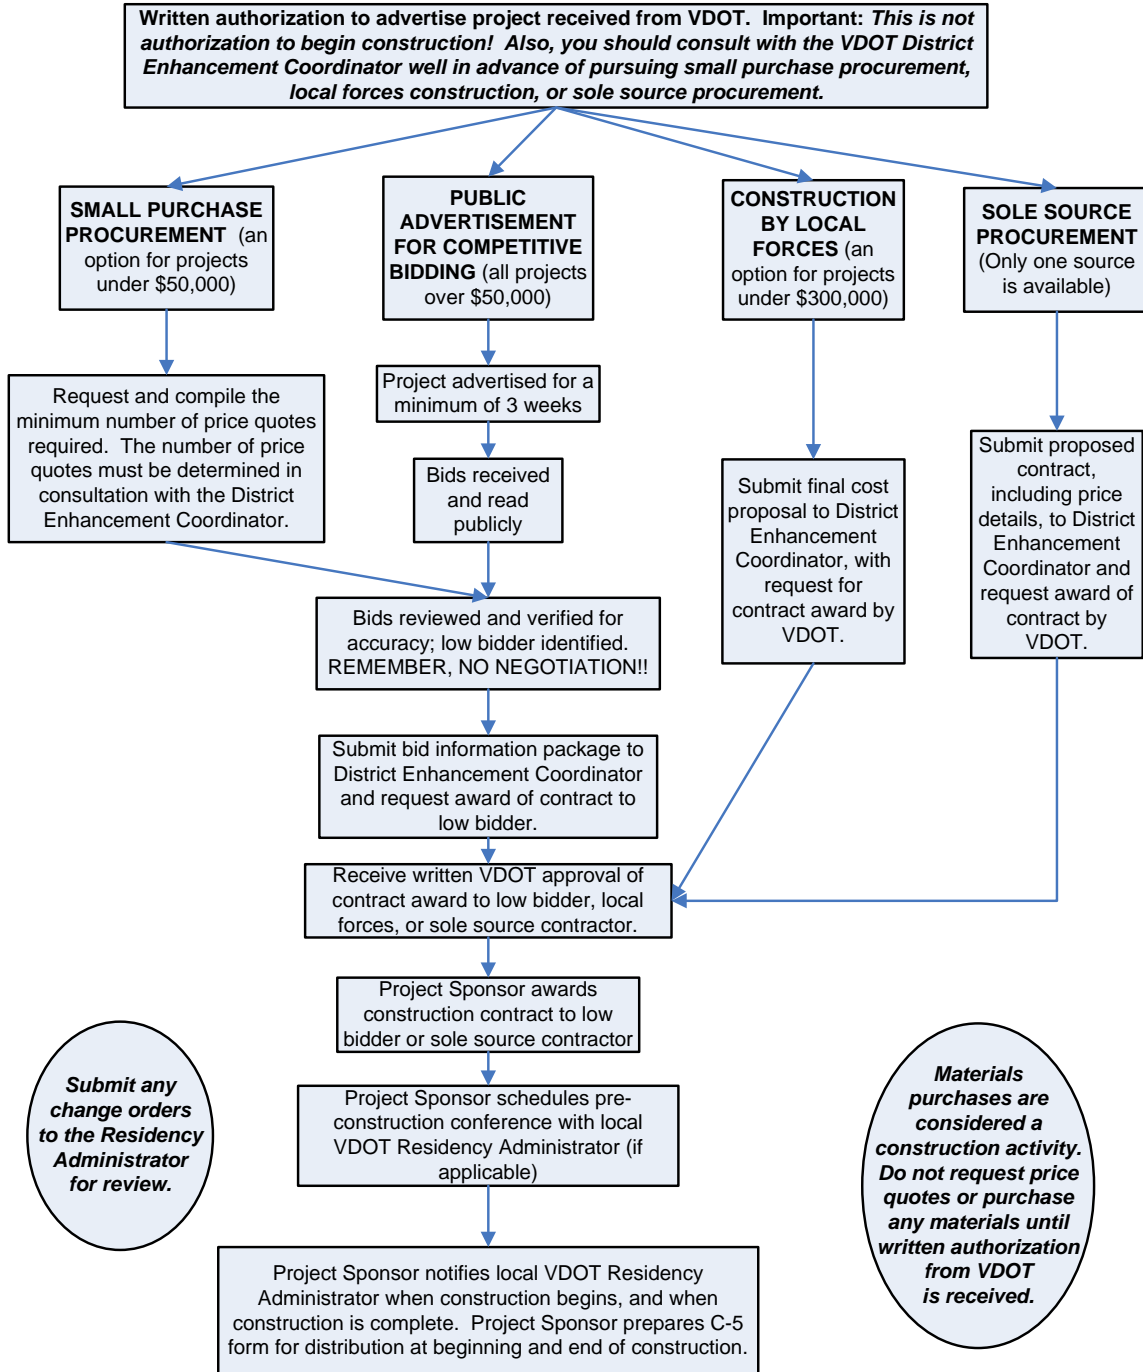 Written authorization to advertise project received from VDOT.  Important: This is not
authorization to begin construction!  Also, you should consult with the VDOT District
Enhancement Coordinator well in advance of pursuing small purchase procurement,
local forces construction, or sole source procurement.
SMALL PURCHASE
PROCUREMENT  (an
option for projects
under $50,000)
PUBLIC
ADVERTISEMENT
FOR COMPETITIVE
BIDDING (all projects
over $50,000)
CONSTRUCTION
BY LOCAL
FORCES (an
option for projects
under $300,000)
SOLE SOURCE
PROCUREMENT
(Only one source
is available)
Request and compile the
minimum number of price quotes
required.  The number of price
quotes must be determined in
consultation with the District
Enhancement Coordinator.
Project advertised for a
minimum of 3 weeks
Bids received
and read
publicly
Submit final cost
proposal to District
Enhancement
Coordinator, with
request for
contract award by
VDOT.
Submit proposed
contract,
including price
details, to District
Enhancement
Coordinator and
request award of
contract by
VDOT.
Bids reviewed and verified for
accuracy; low bidder identified.
REMEMBER, NO NEGOTIATION!!
Submit bid information package to
District Enhancement Coordinator
and request award of contract to
low bidder.
Receive written VDOT approval of
contract award to low bidder, local
forces, or sole source contractor.
Project Sponsor awards
construction contract to low
bidder or sole source contractor
Project Sponsor schedules pre-
construction conference with local
VDOT Residency Administrator (if
applicable)
Project Sponsor notifies local VDOT Residency
Administrator when construction begins, and when
construction is complete.  Project Sponsor prepares C-5
form for distribution at beginning and end of construction.
Submit any
change orders
to the Residency
Administrator
for review.
Materials
purchases are
considered a
construction activity.
Do not request price
quotes or purchase
any materials until
written authorization
from VDOT
is received.